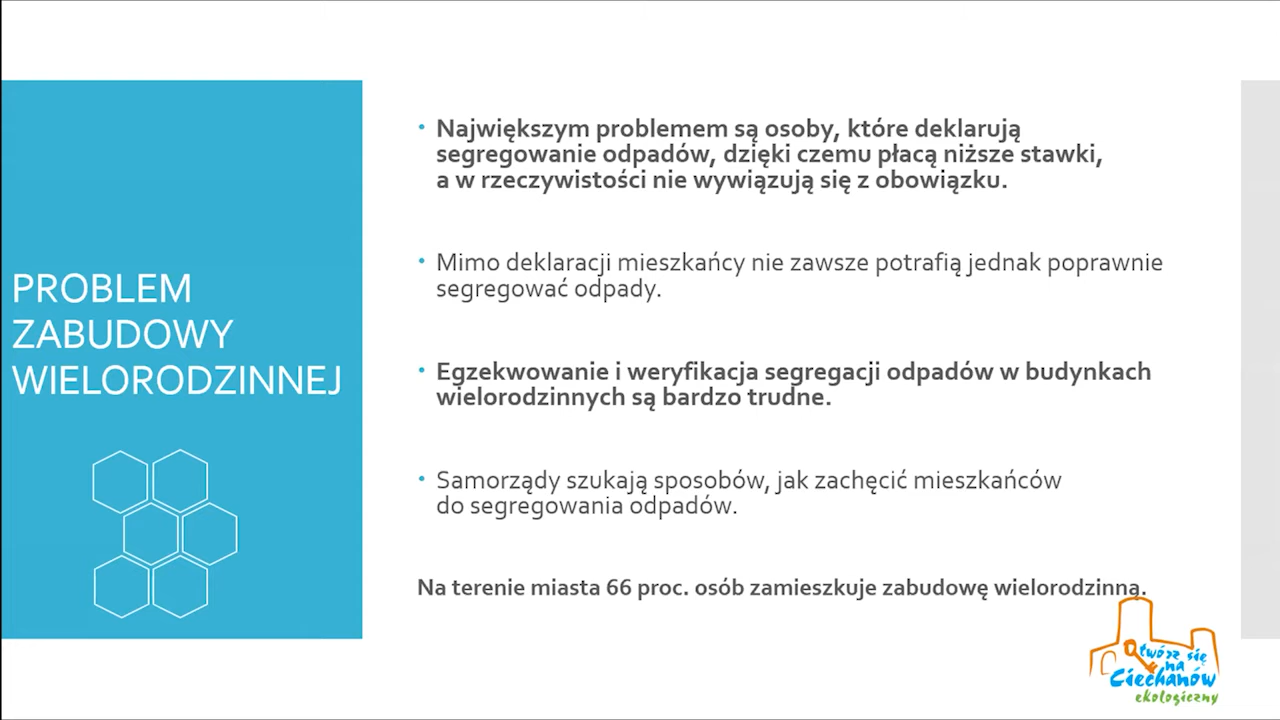 PROBLEM
ZABUDOWY
WIELORODZINNEJ
• Największym problemem są osoby, które deklarują
segregowanie odpadów, dzięki czemu płacą niższe stawki,
a w rzeczywistości nie wywiązują się z obowiązku.
• Mimo deklaracji mieszkańcy nie zawsze potrafią jednak poprawnie
segregować odpady.
• Egzekwowanie i weryfikacja segregacji odpadów w budynkach
wielorodzinnych są bardzo trudne.
• Samorządy szukają sposobów, jak zachęcić mieszkańców
do segregowania odpadów.
Na terenie miasta 66 proc. osób zamieszkuje zabudowę wielorodzinną.
Otwórz się
na
Ciechanów
ekologiczny